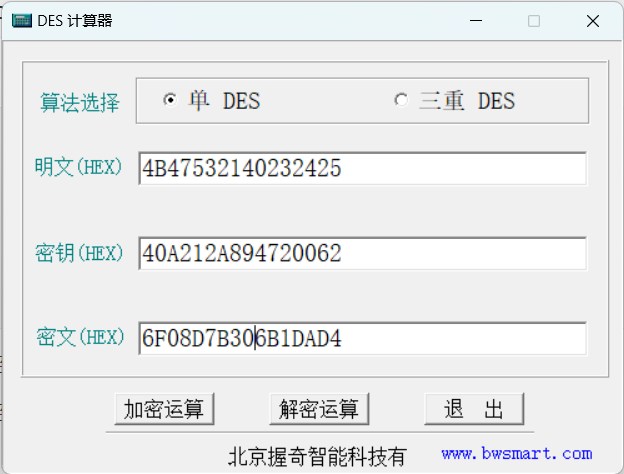 DES 计算器
算法选择 单 DES 三重 DES
明文(HEX) 4B47532140232425
密钥(HEX) 40A212A894720062
密文(HEX) 6F08D7B306B1DAD4
加密运算 解密运算 退 出
北京握奇智能科技有 www.bwsmart.com